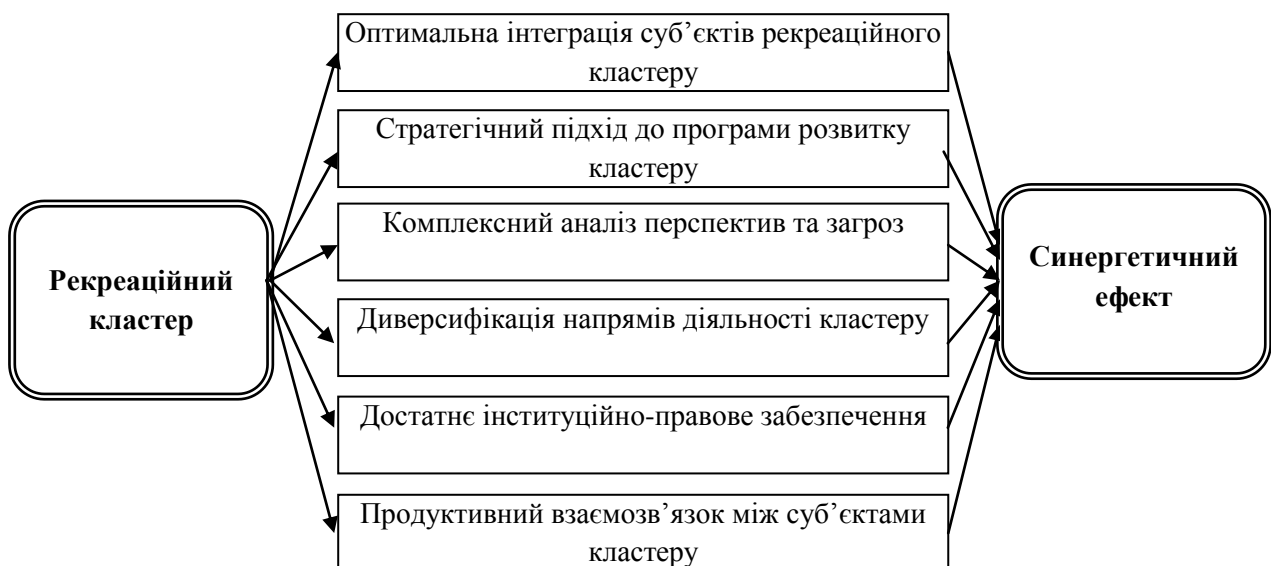 Рекреаційний
кластер
Оптимальна інтеграція суб’єктів рекреаційного
кластеру
Стратегічний підхід до програми розвитку
кластеру
Комплексний аналіз перспектив та загроз
Диверсифікація напрямів діяльності кластеру
Достатнє інституційно-правове забезпечення
Продуктивний взаємозв’язок між суб’єктами
кластеру
Синергетичний
ефект